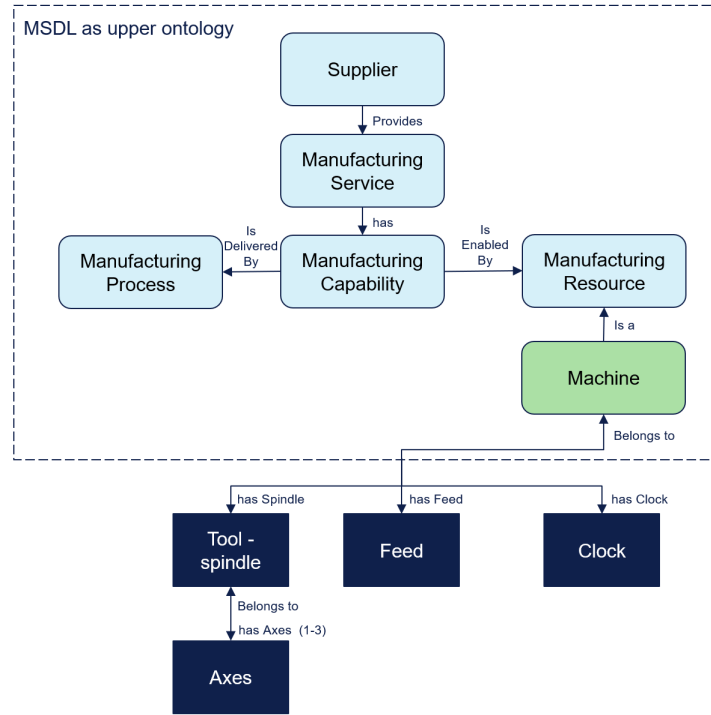 MSDL as upper ontology
Supplier
Provides
Manufacturing
Service
has
Is
Delivered
By
Is
Enabled
By
Manufacturing
Process
Manufacturing
Capability
Manufacturing
Resource
Is a
Machine
Belongs to
has Spindle
has Feed
has Clock
Tool -
spindle
Feed
Clock
Belongs to
has Axes (1-3)
Axes